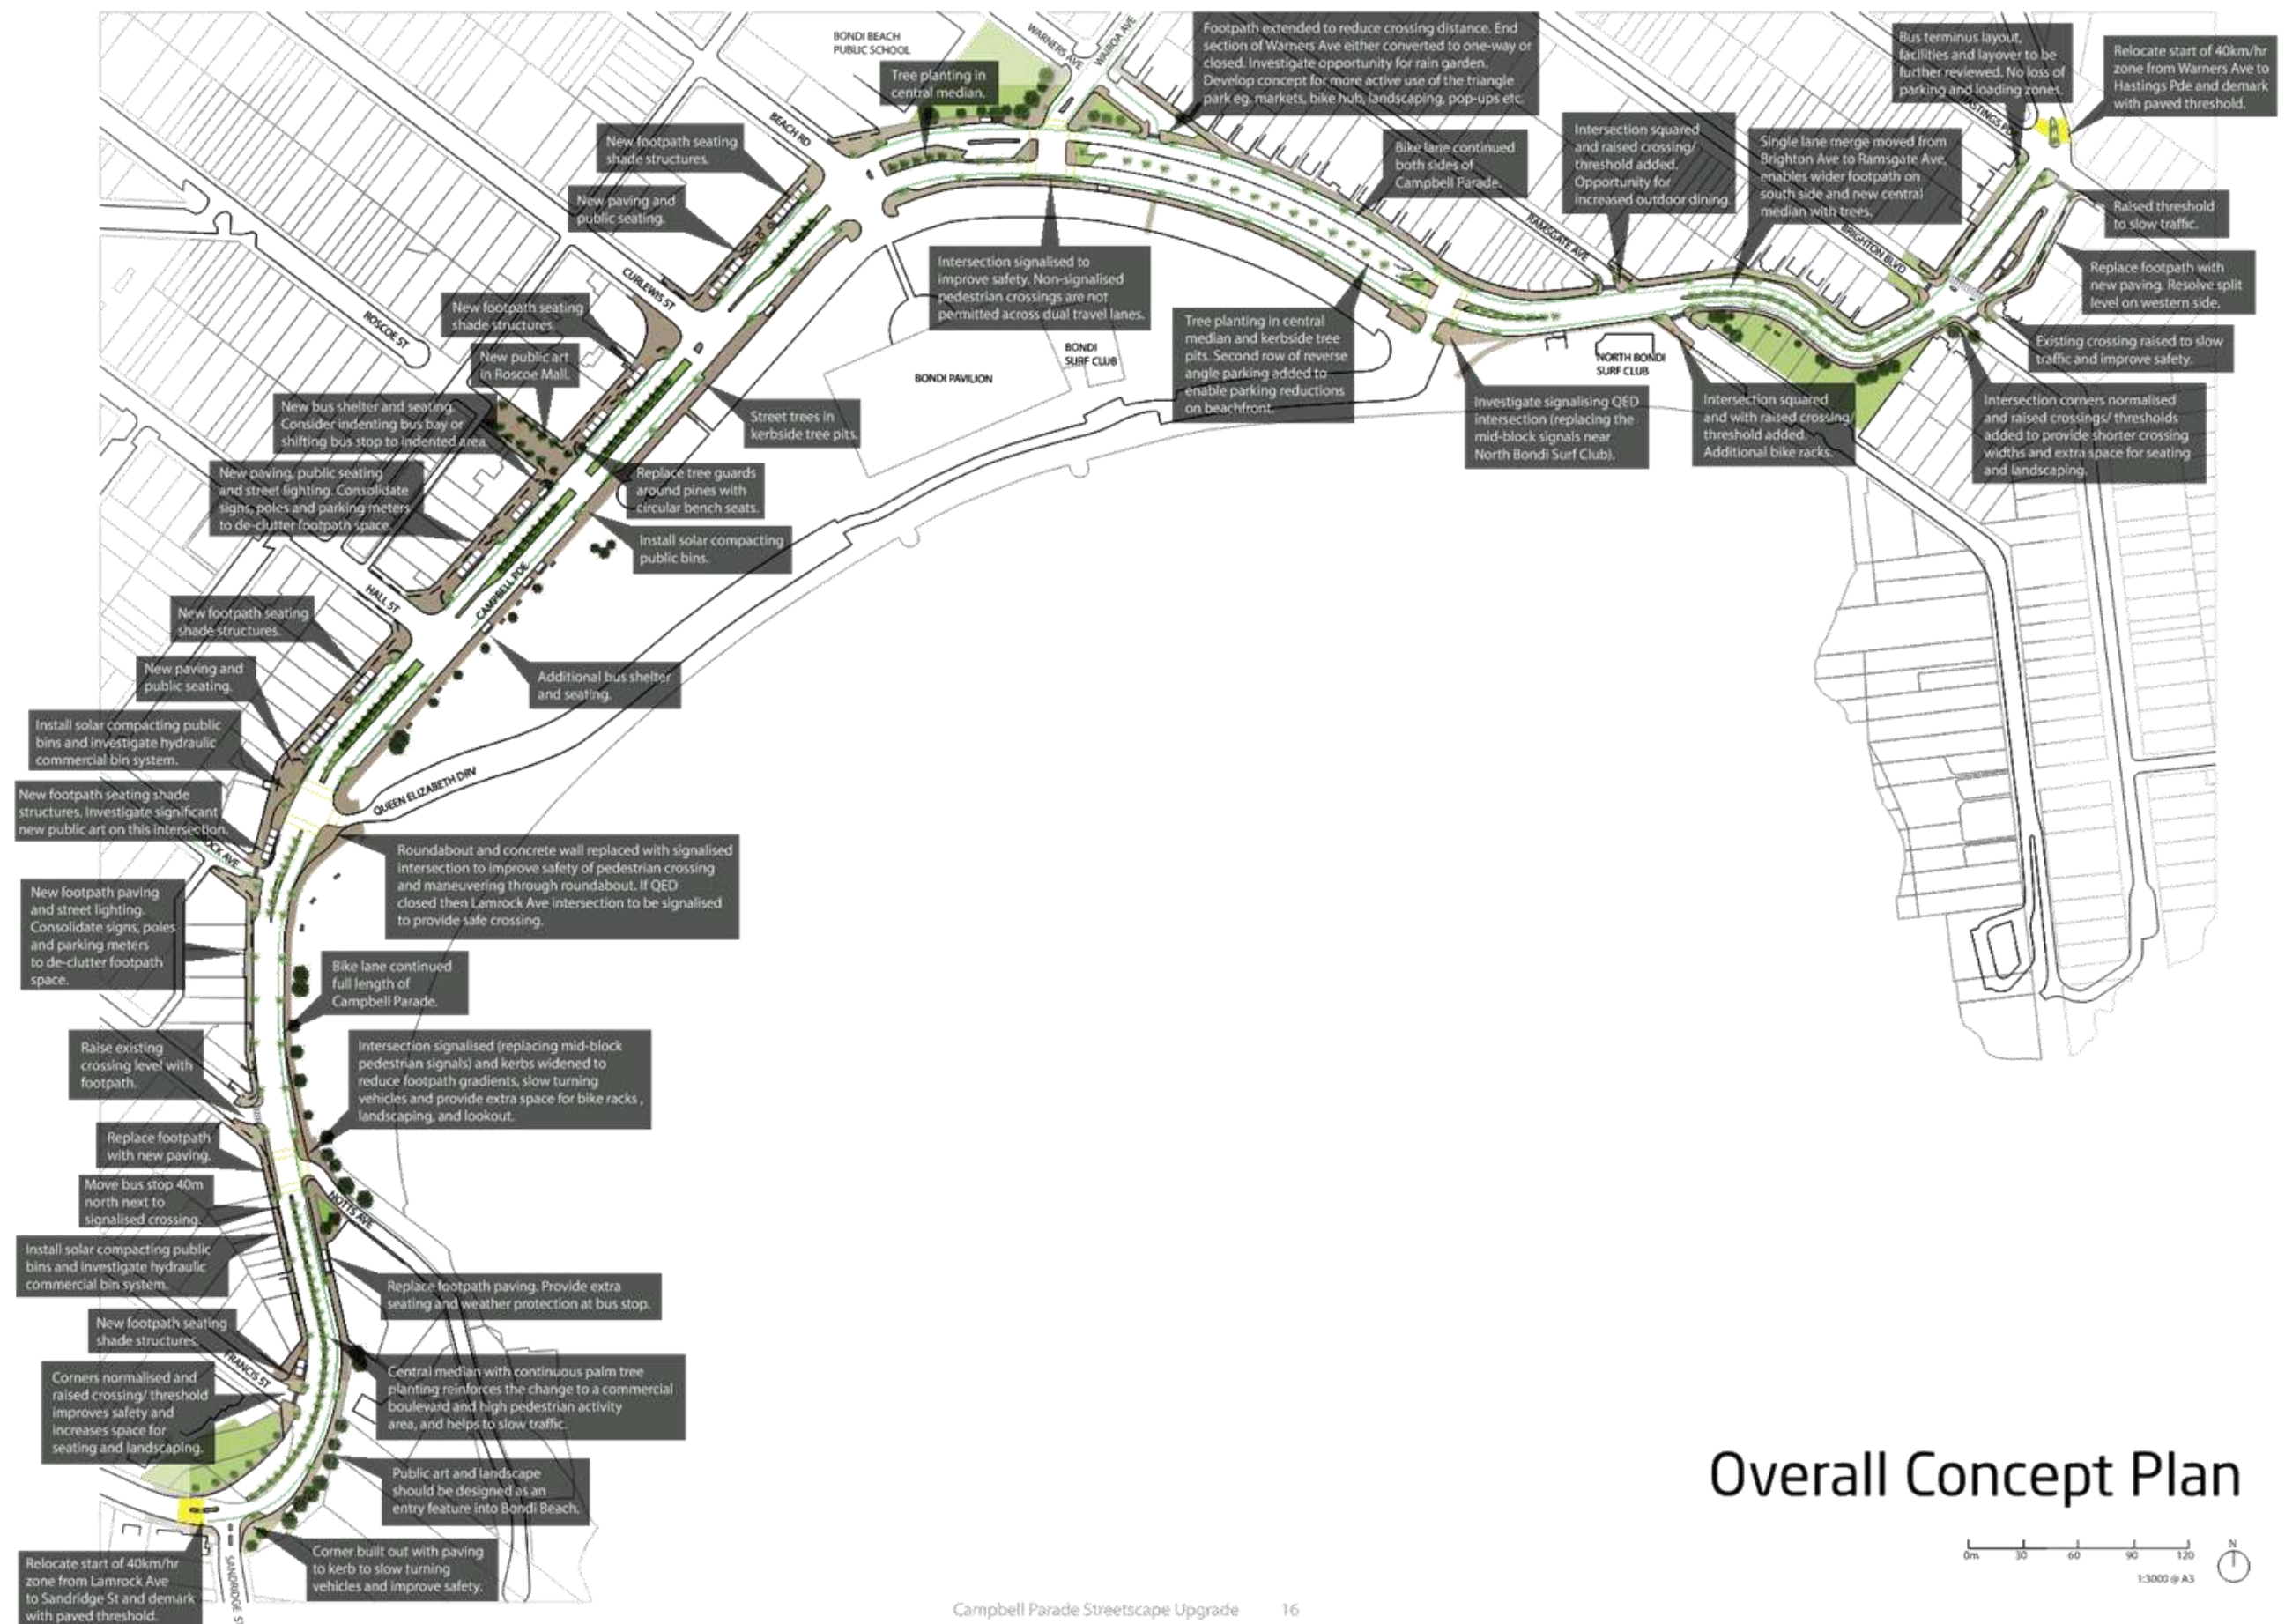 BONDI BEACH
PUBLIC SCHOOL
WARNERS AVE
WAIROA AVE
Tree planting in
central median.
Footpath extended to reduce crossing distance. End
section of Warners Ave either converted to one-way or
closed. Investigate opportunity for rain garden.
Develop concept for more active use of the triangle
park eg. markets, bike hub, landscaping, pop-ups etc.
Bus terminus layout,
facilities and layover to be
further reviewed. No loss of
parking and loading zones.
Relocate start of 40km/hr
zone from Warners Ave to
Hastings Pde and demark
with paved threshold.
BEACH RD
New footpath seating
shade structures.
Bike lane continued
both sides of
Campbell Parade.
Intersection squared
and raised crossing/
threshold added.
Opportunity for
increased outdoor dining.
Single lane merge moved from
Brighton Ave to Ramsgate Ave,
enables wider footpath on
south side and new central
median with trees.
New paving and
public seating.
RAMSGATE AVE
BRIGHTON BLVD
Raised threshold
to slow traffic.
CURLEWIS ST
Intersection signalised to
improve safety. Non-signalised
pedestrian crossings are not
permitted across dual travel lanes.
Replace footpath with
new paving. Resolve split
level on western side.
ROSCOE ST
New footpath seating
shade structures.
New public art
in Roscoe Mall.
BONDI
SURF CLUB
BONDI PAVILION
Tree planting in central
median and kerbside tree
pits. Second row of reverse
angle parking added to
enable parking reductions
on beachfront.
NORTH BONDI
SURF CLUB
Existing crossing raised to slow
traffic and improve safety.
New bus shelter and seating.
Consider indenting bus bay or
shifting bus stop to indented area.
Street trees in
kerbside tree pits.
Investigate signalising QED
intersection (replacing the
mid-block signals near
North Bondi Surf Club).
Intersection squared
and with raised crossing/
threshold added.
Additional bike racks.
Intersection corners normalised
and raised crossings/ thresholds
added to provide shorter crossing
widths and extra space for seating
and landscaping.
New paving, public seating
and street lighting. Consolidate
signs, poles and parking meters
to de-clutter footpath space.
Replace tree guards
around pines with
circular bench seats.
Install solar compacting
public bins.
HALL ST
CAMPBELL PDE
New footpath seating
shade structures.
New paving and
public seating.
Additional bus shelter
and seating.
Install solar compacting public
bins and investigate hydraulic
commercial bin system.
QUEEN ELIZABETH DRV
New footpath seating shade
structures. Investigate significant
new public art on this intersection.
OCK AVE
Roundabout and concrete wall replaced with signalised
intersection to improve safety of pedestrian crossing
and maneuvering through roundabout. If QED
closed then Lamrock Ave intersection to be signalised
to provide safe crossing.
New footpath paving
and street lighting.
Consolidate signs, poles
and parking meters
to de-clutter footpath
space.
Bike lane continued
full length of
Campbell Parade.
Raise existing
crossing level with
footpath.
Intersection signalised (replacing mid-block
pedestrian signals) and kerbs widened to
reduce footpath gradients, slow turning
vehicles and provide extra space for bike racks ,
landscaping, and lookout.
Replace footpath
with new paving.
Move bus stop 40m
north next to
signalised crossing.
NOTTS AVE
Install solar compacting public
bins and investigate hydraulic
commercial bin system.
Replace footpath paving. Provide extra
seating and weather protection at bus stop.
New footpath seating
shade structures.
FRANCIS ST
Corners normalised and
raised crossing/ threshold
improves safety and
increases space for
seating and landscaping.
Central median with continuous palm tree
planting reinforces the change to a commercial
boulevard and high pedestrian activity
area, and helps to slow traffic.
Public art and landscape
should be designed as an
entry feature into Bondi Beach.
Corner built out with paving
to kerb to slow turning
vehicles and improve safety.
Relocate start of 40km/hr
zone from Lamrock Ave
to Sandridge St and demark
with paved threshold.
SANDRIDGE ST
Overall Concept Plan
0m 30 60 90 120
N
1:3000 @ A3
Campbell Parade Streetscape Upgrade 16